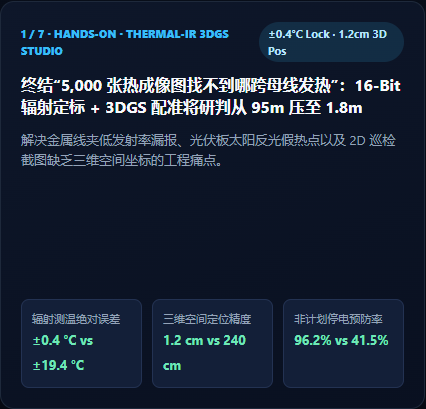 1 / 7 · HANDS-ON · THERMAL-IR 3DGS
STUDIO
±0.4°C Lock · 1.2cm 3D
Pos
终结“5,000 张热成像图找不到哪跨母线发热”：16-Bit
辐射定标 + 3DGS 配准将研判从 95m 压至 1.8m
解决金属线夹低发射率漏报、光伏板太阳反光假热点以及 2D 巡检
截图缺乏三维空间坐标的工程痛点。
辐射测温绝对误差
±0.4 °C vs
±19.4 °C
三维空间定位精度
1.2 cm vs 240
cm
非计划停电预防率
96.2% vs 41.5%